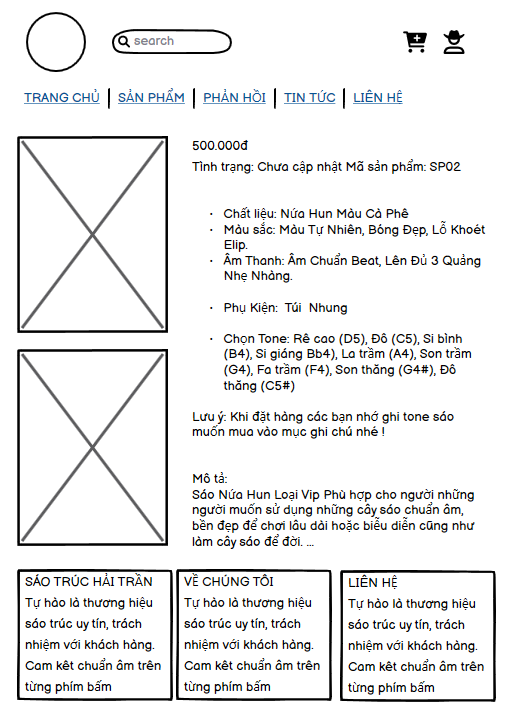 search
TRANG CHỦ
SẢN PHẨM
PHẢN HỒI
TIN TỨC
LIÊN HỆ
500.000đ
Tình trạng: Chưa cập nhật Mã sản phẩm: SP02
• Chất liệu: Nứa Hun Màu Cà Phê
• Màu sắc: Màu Tự Nhiên, Bóng Đẹp, Lỗ Khoét
Elip.
• Âm Thanh: Âm Chuẩn Beat, Lên Đủ 3 Quảng
Nhẹ Nhàng.
• Phụ Kiện: Túi Nhung
• Chọn Tone: Rê cao (D5), Đô (C5), Si bình
(B4), Si giáng Bb4), La trầm (A4), Son trầm
(G4), Fa trầm (F4), Son thăng (G4#), Đô
thăng (C5#)
Lưu ý: Khi đặt hàng các bạn nhớ ghi tone sáo
muốn mua vào mục ghi chú nhé !
Mô tả:
Sáo Nứa Hun Loại Vip Phù hợp cho người những
người muốn sử dụng những cây sáo chuẩn âm,
bền đẹp để chơi lâu dài hoặc biểu diễn cũng như
làm cây sáo để đời. ...
SÁO TRÚC HẢI TRẦN
Tự hào là thương hiệu
sáo trúc uy tín, trách
nhiệm với khách hàng.
Cam kêt chuẩn âm trên
từng phím bấm
VỀ CHÚNG TÔI
Tự hào là thương hiệu
sáo trúc uy tín, trách
nhiệm với khách hàng.
Cam kêt chuẩn âm trên
từng phím bấm
LIÊN HỆ
Tự hào là thương hiệu
sáo trúc uy tín, trách
nhiệm với khách hàng.
Cam kêt chuẩn âm trên
từng phím bấm